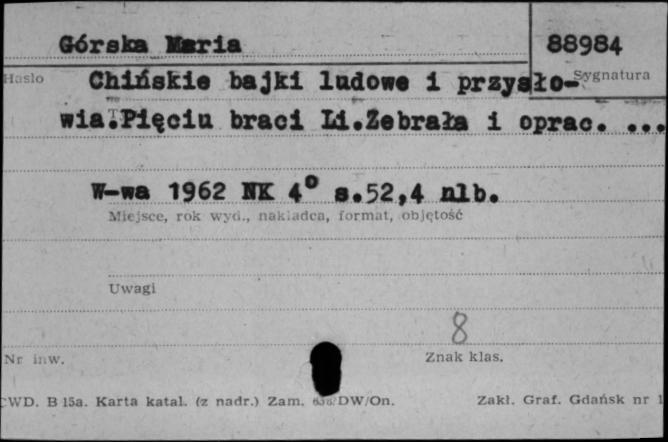 Górska Maria 88984
Hasło Sygnatura
Chińskie bajki ludowe i przysło-
wia.Pięciu braci Li.Zebrała i oprac. ...
W-wa 1962 NK 4° s.52,4 nlb.
Miejsce, rok wyd., nakładca, format, objętość
Uwagi
8
Nr inw. Znak klas.
CWD. B 15a. Karta katal. (z nadr.) Zam. DW/On. Zakł. Graf. Gdańsk nr 1